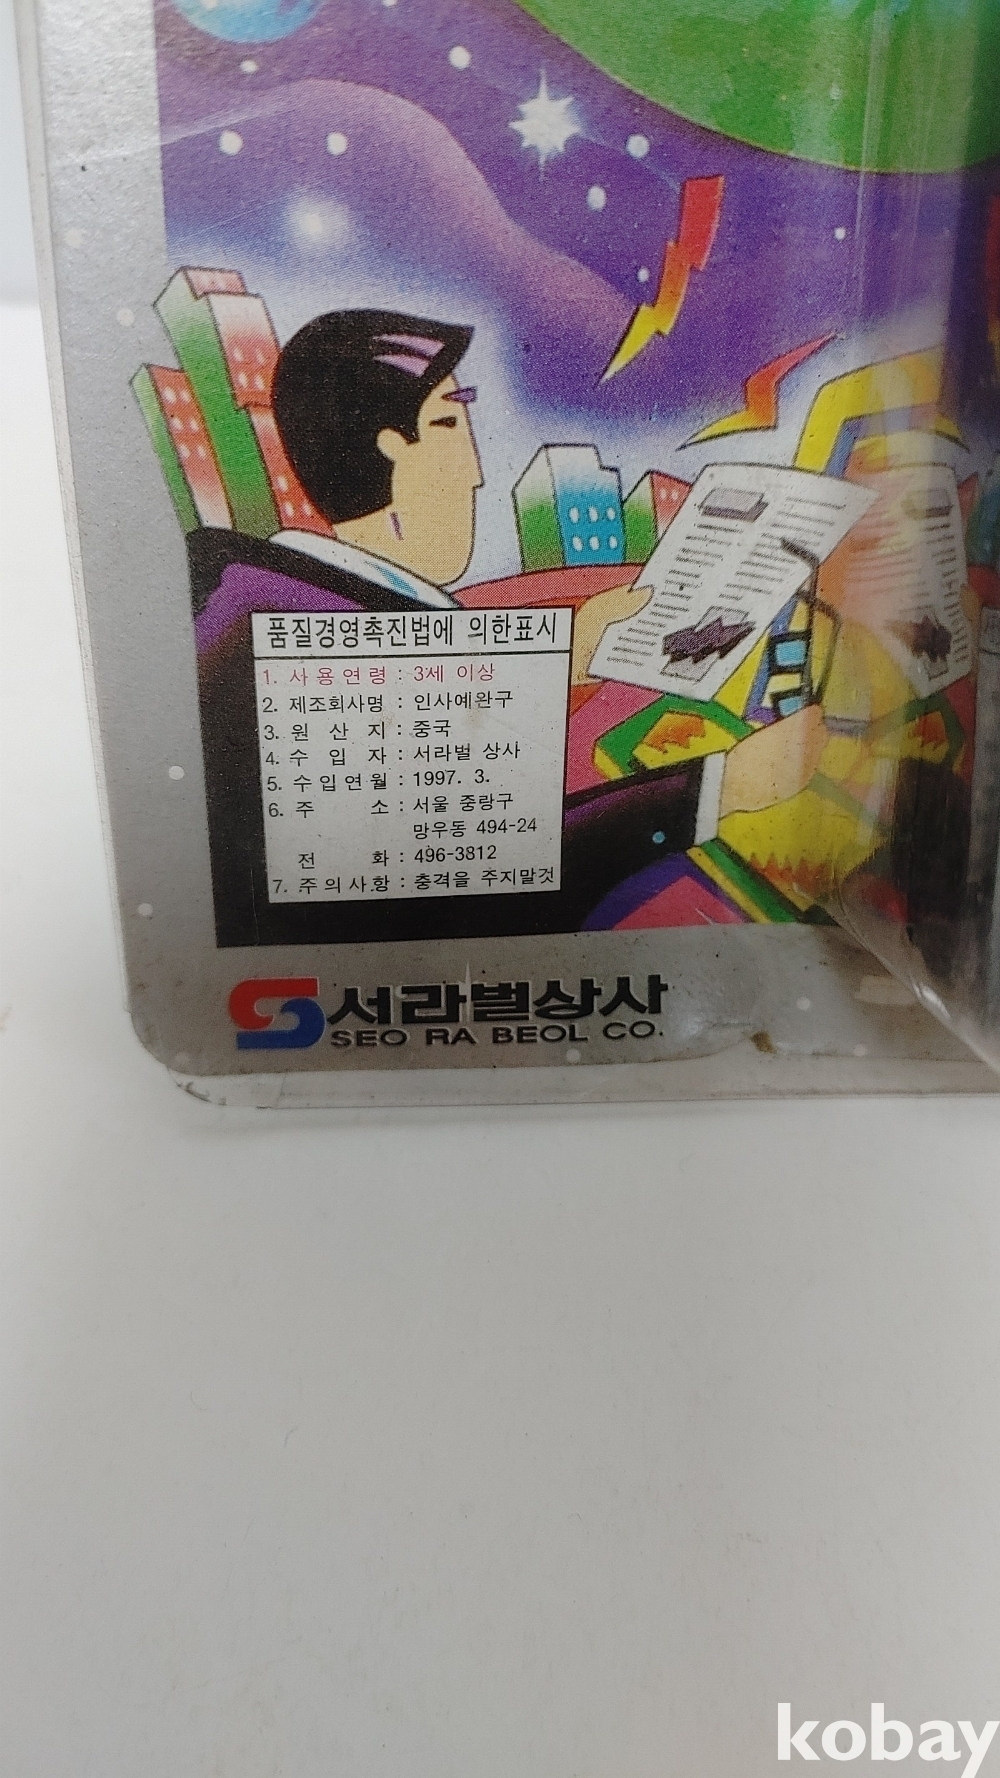 품질경영촉진법에 의한표시
1. 사용연령 : 3세 이상
2. 제조회사명 : 인사예완구
3. 원산지 : 중국
4. 수입자 : 서라벌 상사
5. 수입연월 : 1997. 3.
6. 주소 : 서울 중랑구
망우동 494-24
전화 : 496-3812
7. 주의사항 : 충격을 주지말것
서라벌상사
SEO RA BEOL CO.
kobay